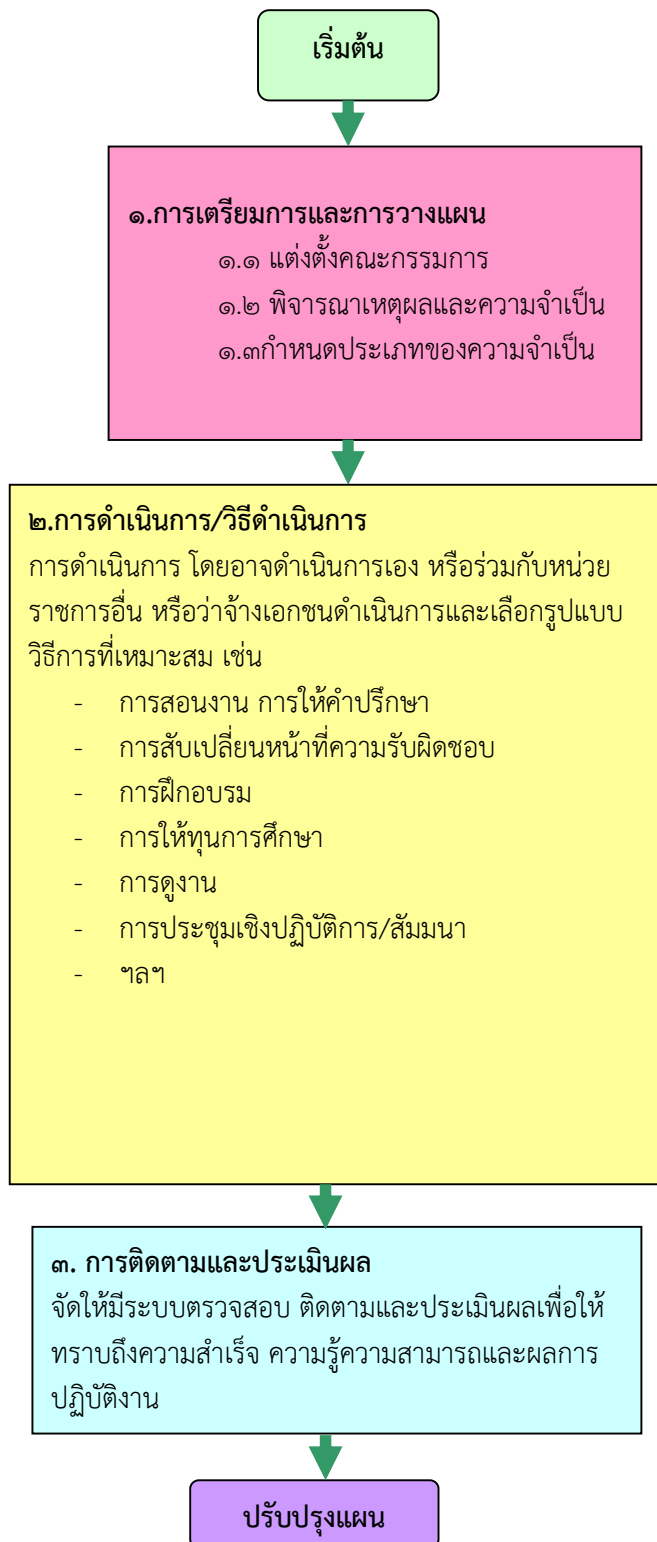 เริ่มต้น
๑.การเตรียมการและการวางแผน
๑.๑ แต่งตั้งคณะกรรมการ
๑.๒ พิจารณาเหตุผลและความจำเป็น
๑.๓กำหนดประเภทของความจำเป็น
๒.การดำเนินการ/วิธีดำเนินการ
การดำเนินการ โดยอาจดำเนินการเอง หรือร่วมกับหน่วย
ราชการอื่น หรือว่าจ้างเอกชนดำเนินการและเลือกรูปแบบ
วิธีการที่เหมาะสม เช่น
- การสอนงาน การให้คำปรึกษา
- การสับเปลี่ยนหน้าที่ความรับผิดชอบ
- การฝึกอบรม
- การให้ทุนการศึกษา
- การดูงาน
- การประชุมเชิงปฏิบัติการ/สัมมนา
- ฯลฯ
๓. การติดตามและประเมินผล
จัดให้มีระบบตรวจสอบ ติดตามและประเมินผลเพื่อให้
ทราบถึงความสำเร็จ ความรู้ความสามารถและผลการ
ปฏิบัติงาน
ปรับปรุงแผน